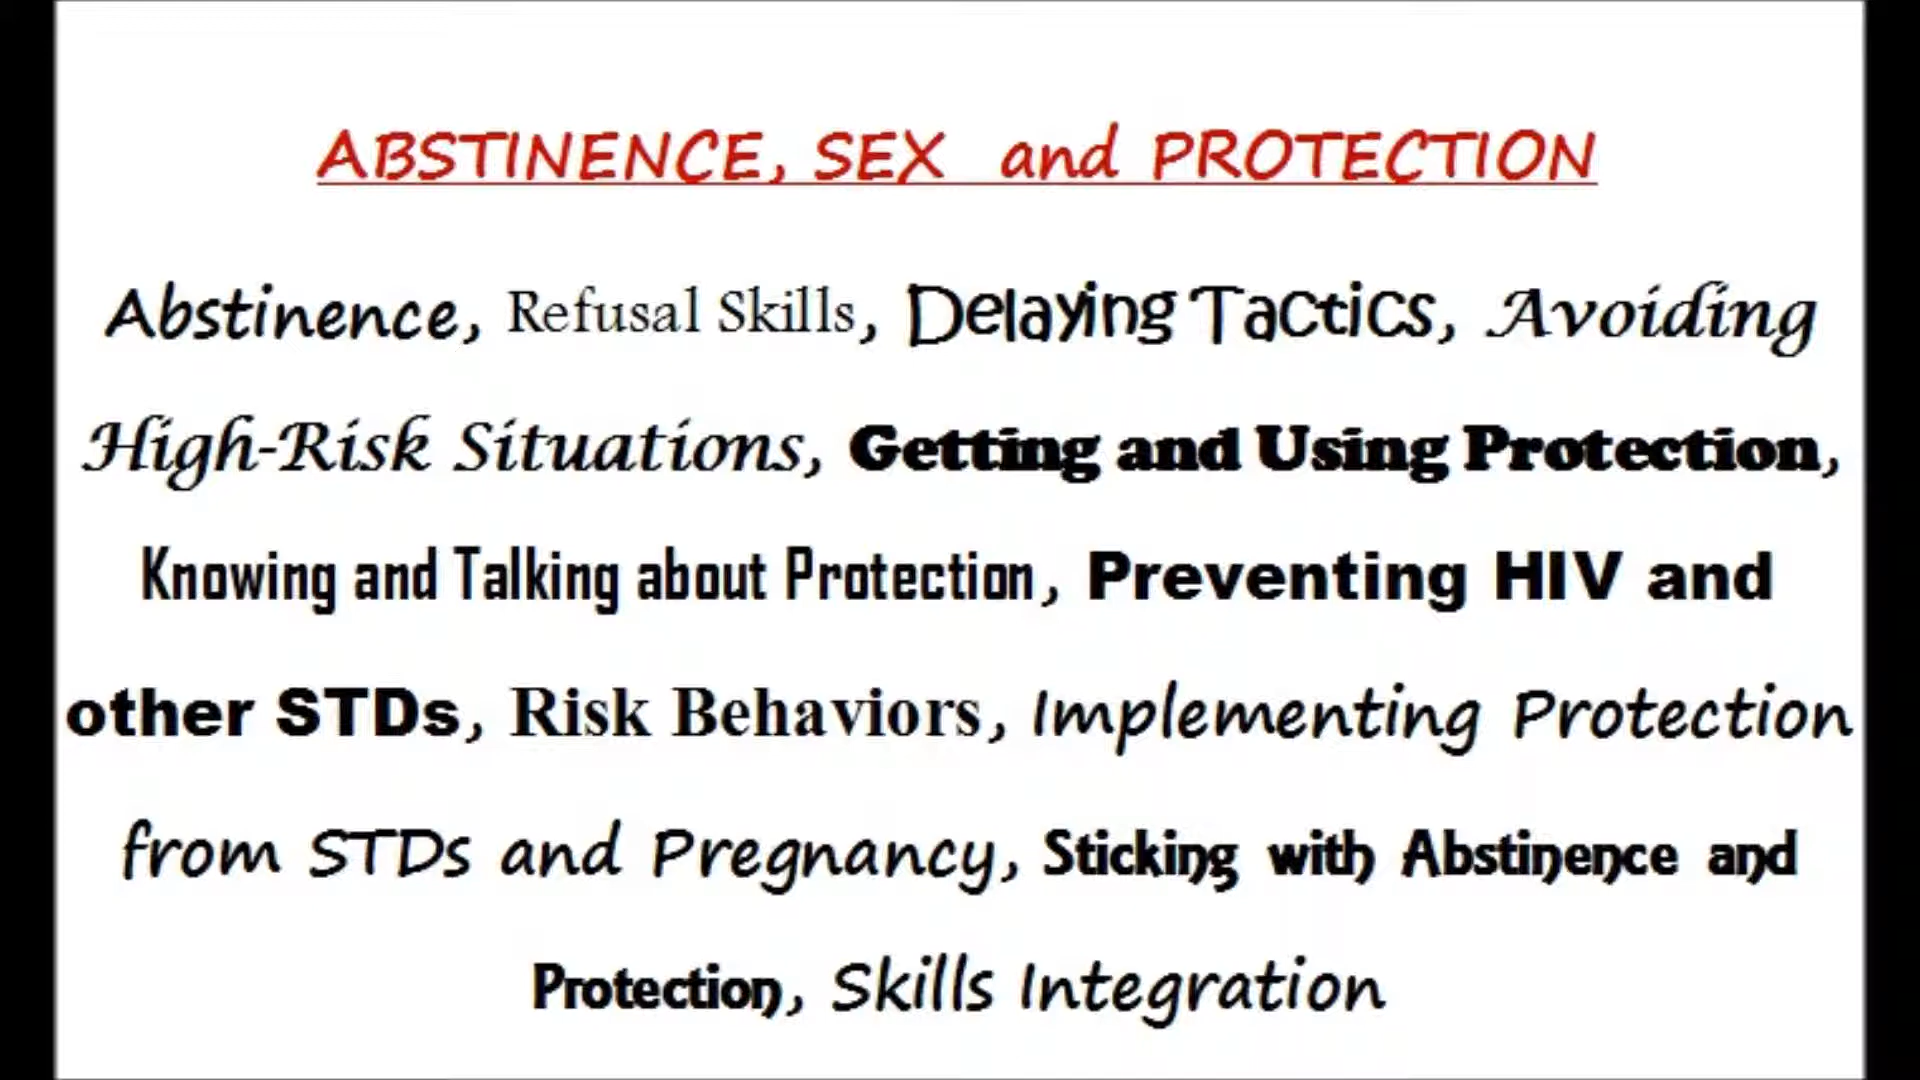 ABSTINENCE, SEX and PROTECTION
Abstinence, Refusal Skills, Delaying Tactics, Avoiding
High-Risk Situations, Getting and Using Protection,
Knowing and Talking about Protection, Preventing HIV and
other STDs, Risk Behaviors, Implementing Protection
from STDs and Pregnancy, Sticking with Abstinence and
Protection, Skills Integration